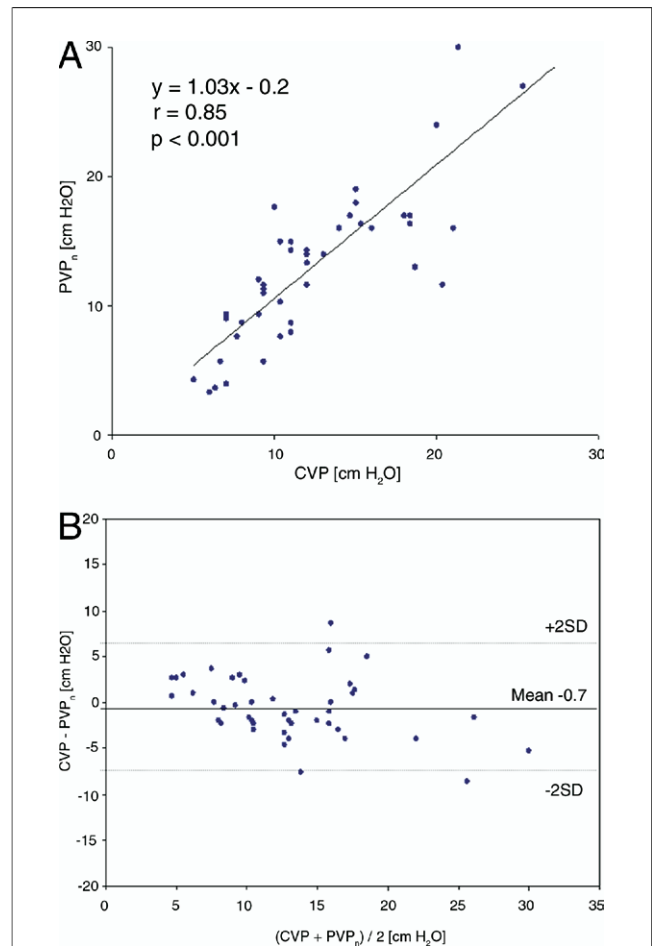 A
30
y = 1.03x - 0.2
r = 0.85
p < 0.001
20
PVPₙ [cm H2O]
10
0
0 10 20 30
CVP [cm H₂O]
B
20
15
10
+2SD
5
CVP - PVPₙ [cm H2O]
0
Mean -0.7
-5
-2SD
-10
-15
-20
0 5 10 15 20 25 30 35
(CVP + PVPₙ) / 2 [cm H₂O]